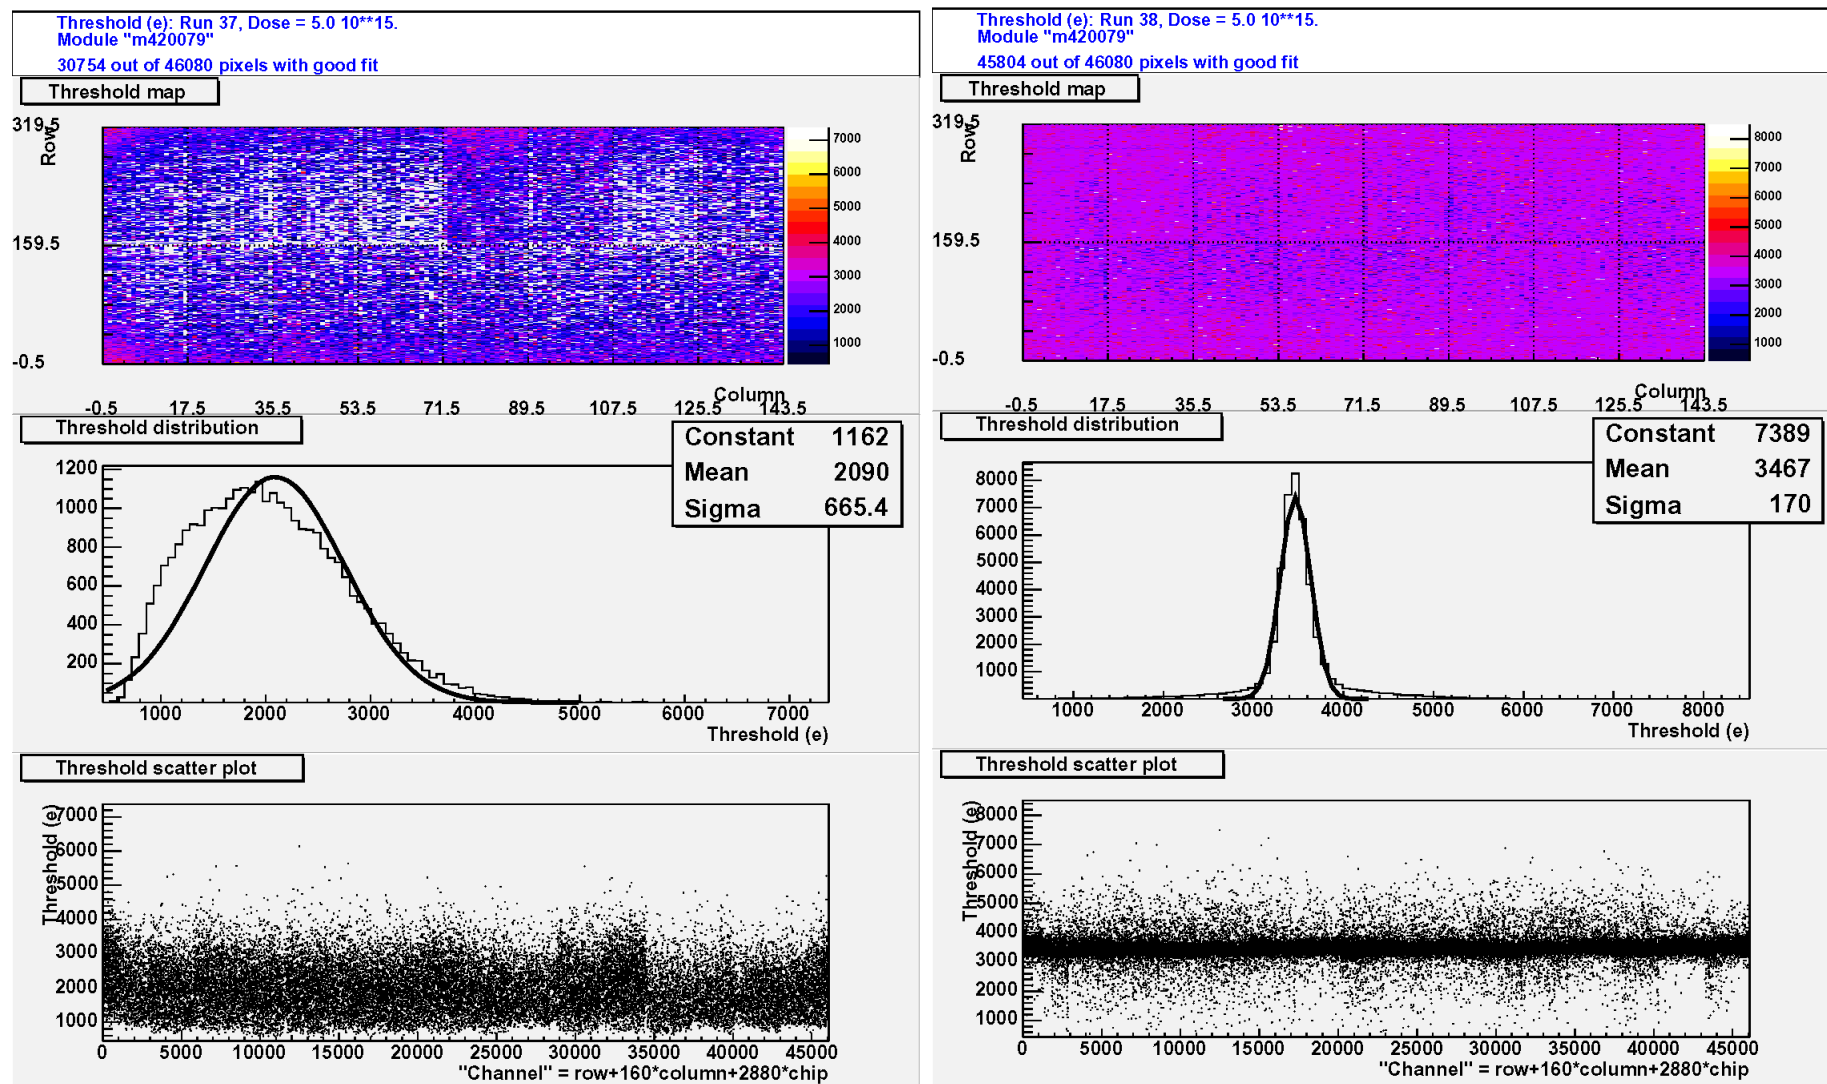 Threshold (e): Run 37, Dose = 5.0 10**15.
Module "m420079"
30754 out of 46080 pixels with good fit
Threshold map
319.5
159.5
-0.5
Row
7000
6000
5000
4000
3000
2000
1000
Column
-0.5 17.5 35.5 53.5 71.5 89.5 107.5 125.5 143.5
Threshold distribution
Constant 1162
Mean 2090
Sigma 665.4
1200
1000
800
600
400
200
1000 2000 3000 4000 5000 6000 7000
Threshold (e)
Threshold scatter plot
Threshold (e)
7000
6000
5000
4000
3000
2000
1000
0 5000 10000 15000 20000 25000 30000 35000 40000 45000
"Channel" = row+160*column+2880*chip
Threshold (e): Run 38, Dose = 5.0 10**15.
Module "m420079"
45804 out of 46080 pixels with good fit
Threshold map
319.5
159.5
-0.5
Row
8000
7000
6000
5000
4000
3000
2000
1000
Column
-0.5 17.5 35.5 53.5 71.5 89.5 107.5 125.5 143.5
Threshold distribution
Constant 7389
Mean 3467
Sigma 170
8000
7000
6000
5000
4000
3000
2000
1000
1000 2000 3000 4000 5000 6000 7000 8000
Threshold (e)
Threshold scatter plot
Threshold (e)
8000
7000
6000
5000
4000
3000
2000
1000
0 5000 10000 15000 20000 25000 30000 35000 40000 45000
"Channel" = row+160*column+2880*chip